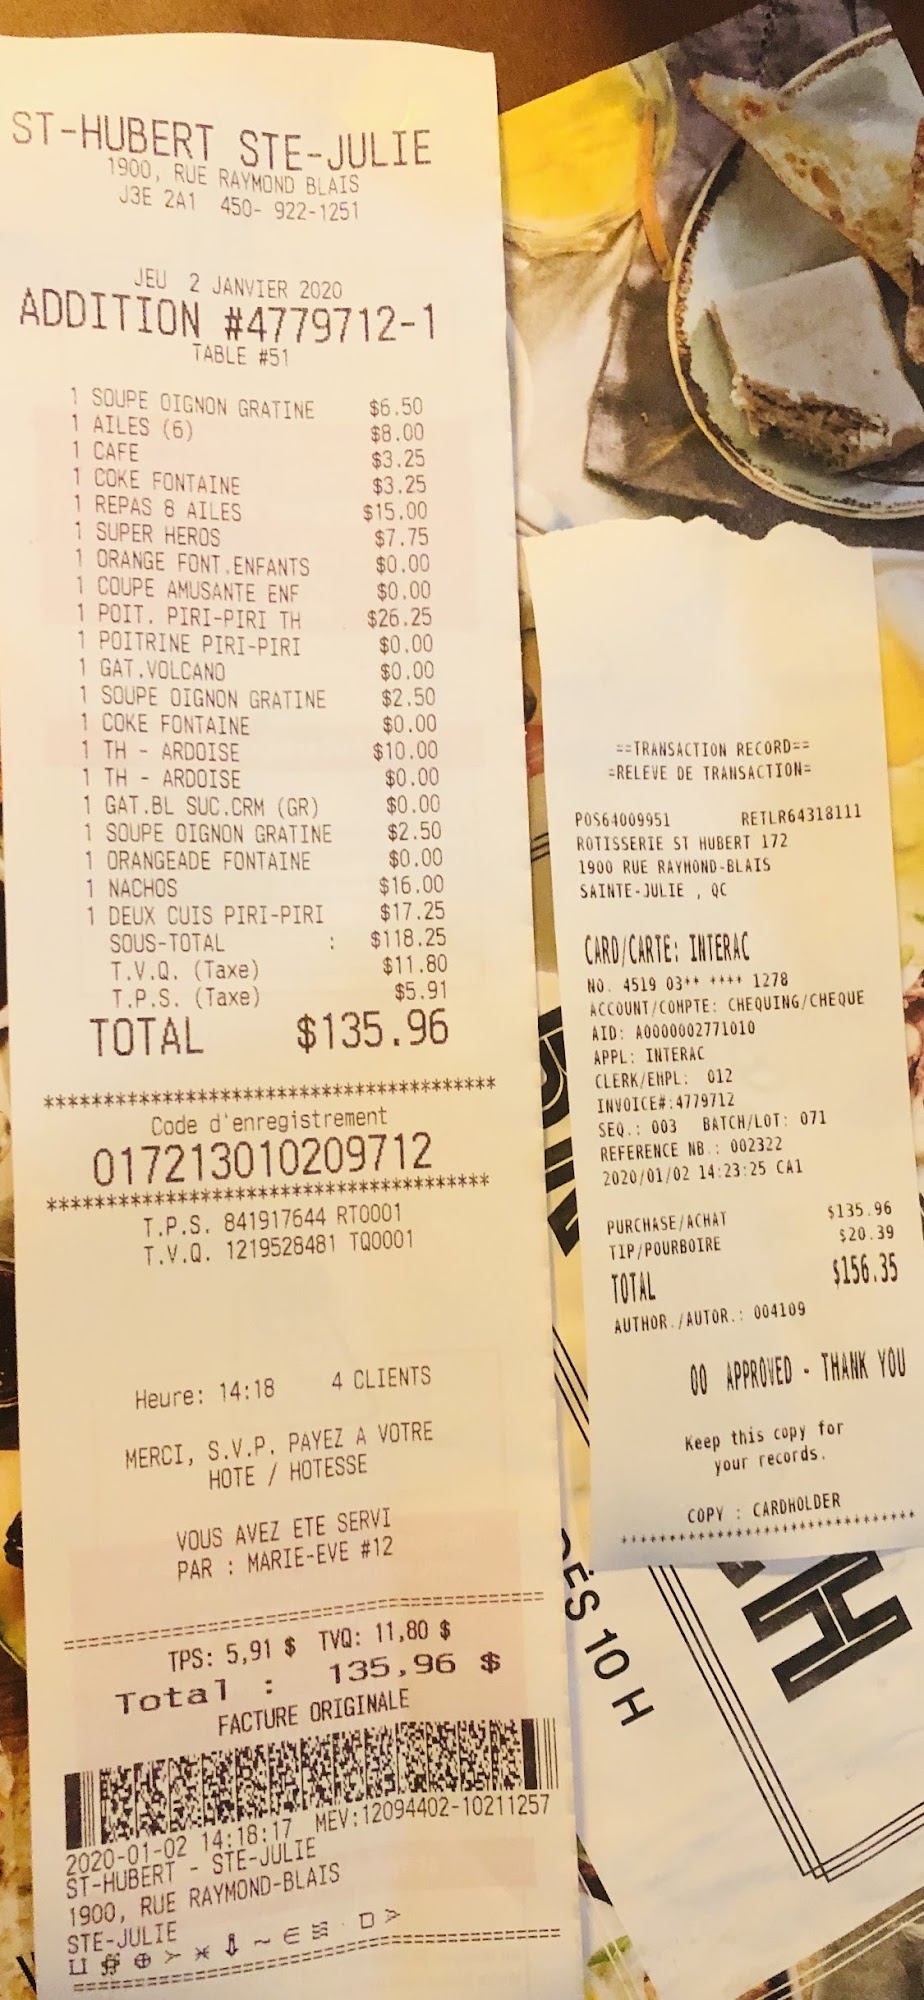 ST-HUBERT STE-JULIE
1900, RUE RAYMOND BLAIS
J3E 2A1 450- 922-1251
JEU 2 JANVIER 2020
ADDITION #4779712-1
TABLE #51
1 SOUPE OIGNON GRATINE $6.50
1 AILES (6) $8.00
1 CAFE $3.25
1 COKE FONTAINE $3.25
1 REPAS 8 AILES $15.00
1 SUPER HEROS $7.75
1 ORANGE FONT.ENFANTS $0.00
1 COUPE AMUSANTE ENF $0.00
1 POIT. PIRI-PIRI TH $26.25
1 POITRINE PIRI-PIRI $0.00
1 GAT.VOLCANO $0.00
1 SOUPE OIGNON GRATINE $2.50
1 COKE FONTAINE $0.00
1 TH - ARDOISE $10.00
1 TH - ARDOISE $0.00
1 GAT.BL SUC.CRM (GR) $0.00
1 SOUPE OIGNON GRATINE $2.50
1 ORANGEADE FONTAINE $0.00
1 NACHOS $16.00
1 DEUX CUIS PIRI-PIRI $17.25
SOUS-TOTAL : $118.25
T.V.Q. (Taxe) $11.80
T.P.S. (Taxe) $5.91
TOTAL $135.96
****************************************
Code d'enregistrement
017213010209712
****************************************
T.P.S. 841917644 RT0001
T.V.Q. 1219528481 TQ0001
Heure: 14:18 4 CLIENTS
MERCI, S.V.P. PAYEZ A VOTRE
HOTE / HOTESSE
VOUS AVEZ ETE SERVI
PAR : MARIE-EVE #12
==========================================
TPS: 5,91 $ TVQ: 11,80 $
Total : 135,96 $
FACTURE ORIGINALE
2020-01-02 14:18:17 MEV:12094402-10211257
ST-HUBERT - STE-JULIE
1900, RUE RAYMOND-BLAIS
STE-JULIE
==========================================
==TRANSACTION RECORD==
=RELEVE DE TRANSACTION=
POS64009951 RETLR64318111
ROTISSERIE ST HUBERT 172
1900 RUE RAYMOND-BLAIS
SAINTE-JULIE , QC
CARD/CARTE: INTERAC
NO. 4519 03** **** 1278
ACCOUNT/COMPTE: CHEQUING/CHEQUE
AID: A0000002771010
APPL: INTERAC
CLERK/EMPL: 012
INVOICE#:4779712
SEQ.: 003 BATCH/LOT: 071
REFERENCE NB.: 002322
2020/01/02 14:23:25 CA1
PURCHASE/ACHAT $135.96
TIP/POURBOIRE $20.39
TOTAL $156.35
AUTHOR./AUTOR.: 004109
00 APPROVED - THANK YOU
Keep this copy for
your records.
COPY : CARDHOLDER
********************************
DÈS 10 H